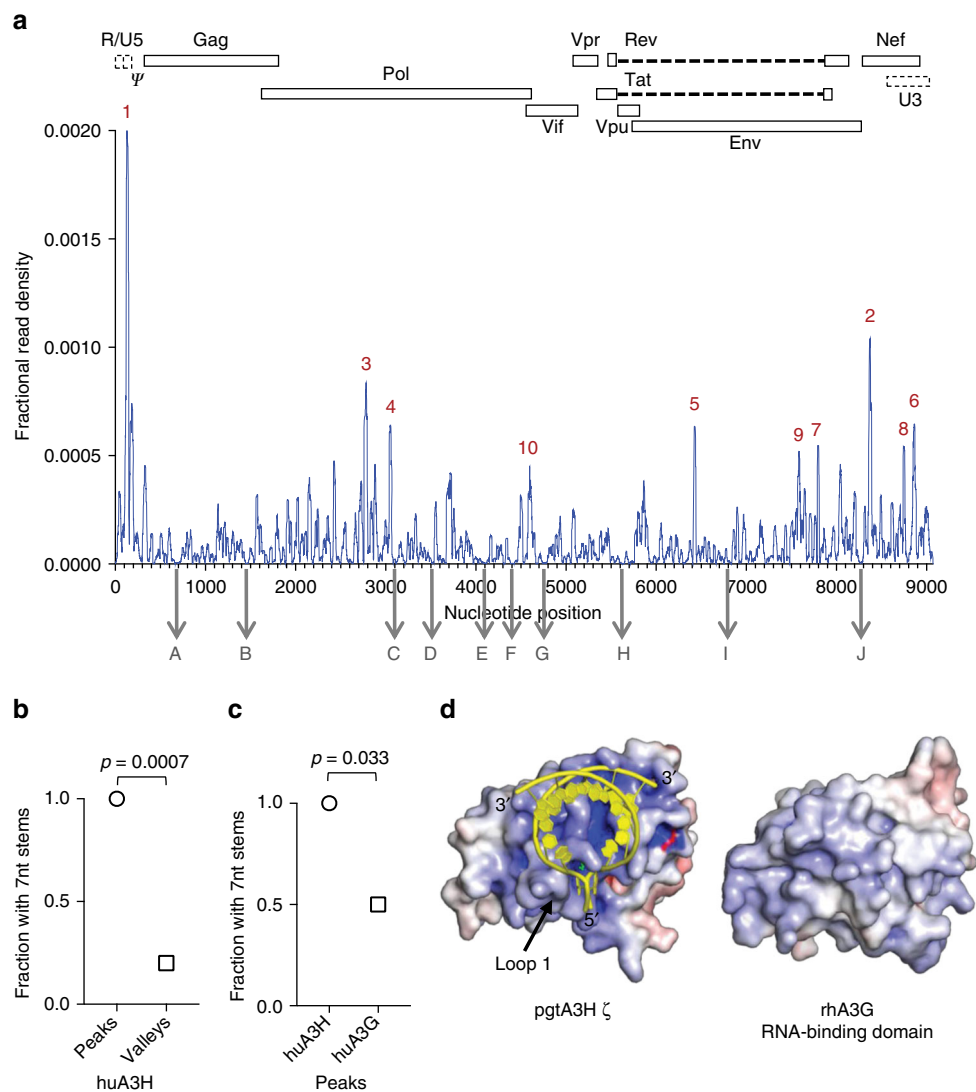 a
R/U5
Gag
Vpr
Rev
Nef
Ψ
Pol
Tat
U3
Vif
Vpu
Env
Fractional read density
0.0020
0.0015
0.0010
0.0005
0.0000
1
2
3
4
5
6
7
8
9
10
0 1000 2000 3000 4000 5000 6000 7000 8000 9000
Nucleotide position
A B C D E F G H I J
b
p = 0.0007
Fraction with 7nt stems
1.0
0.5
0.0
Peaks
Valleys
huA3H
c
p = 0.033
Fraction with 7nt stems
1.0
0.5
0.0
huA3H
huA3G
Peaks
d
3′
3′
5′
Loop 1
pgtA3H ζ
rhA3G
RNA-binding domain